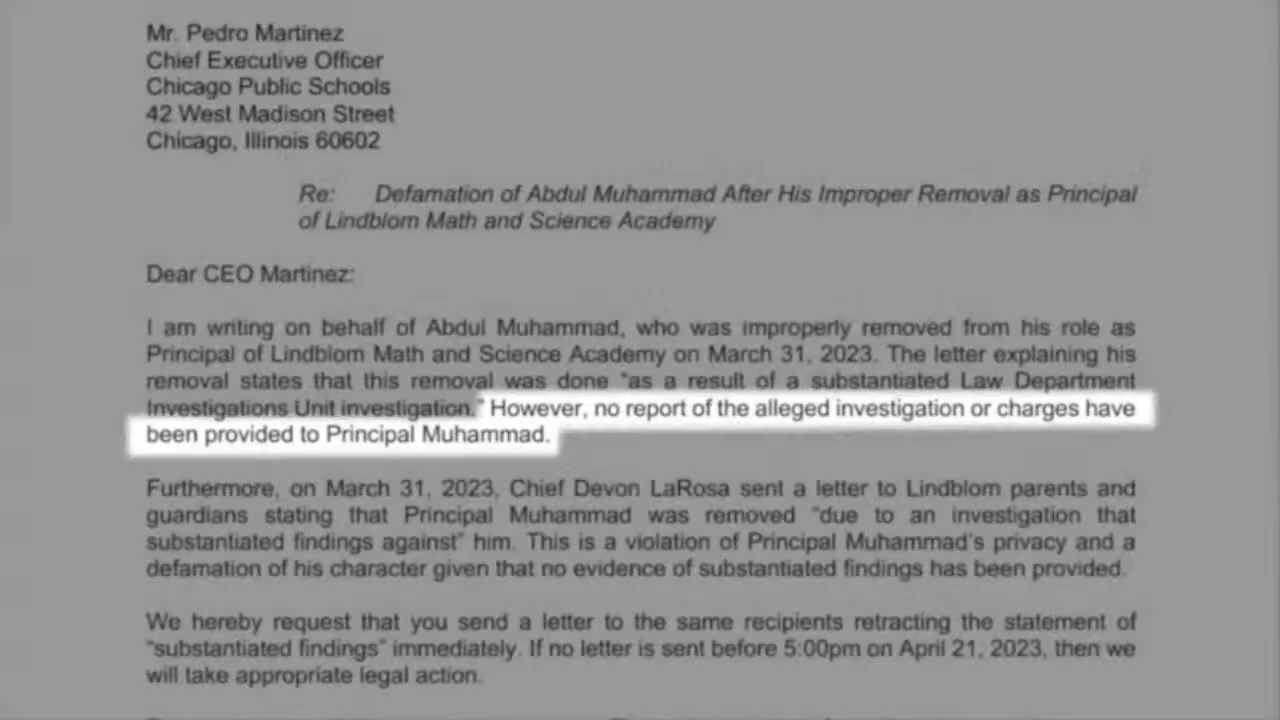 Mr. Pedro Martinez
Chief Executive Officer
Chicago Public Schools
42 West Madison Street
Chicago, Illinois 60602
Re: Defamation of Abdul Muhammad After His Improper Removal as Principal
of Lindblom Math and Science Academy
Dear CEO Martinez:
I am writing on behalf of Abdul Muhammad, who was improperly removed from his role as
Principal of Lindblom Math and Science Academy on March 31, 2023. The letter explaining his
removal states that this removal was done “as a result of a substantiated Law Department
Investigations Unit investigation.” However, no report of the alleged investigation or charges have
been provided to Principal Muhammad.
Furthermore, on March 31, 2023, Chief Devon LaRosa sent a letter to Lindblom parents and
guardians stating that Principal Muhammad was removed “due to an investigation that
substantiated findings against” him. This is a violation of Principal Muhammad’s privacy and a
defamation of his character given that no evidence of substantiated findings has been provided.
We hereby request that you send a letter to the same recipients retracting the statement of
“substantiated findings” immediately. If no letter is sent before 5:00pm on April 21, 2023, then we
will take appropriate legal action.